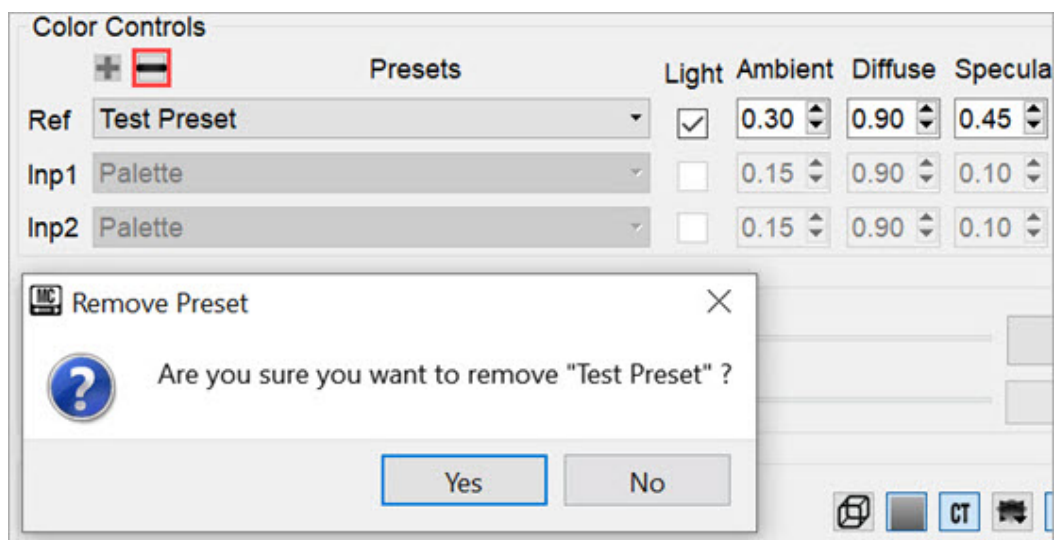 Color Controls
Presets Light Ambient Diffuse Specula
Ref Test Preset 0.30 0.90 0.45
Inp1 Palette 0.15 0.90 0.10
Inp2 Palette 0.15 0.90 0.10
MC Remove Preset
Are you sure you want to remove "Test Preset" ?
Yes No
CT